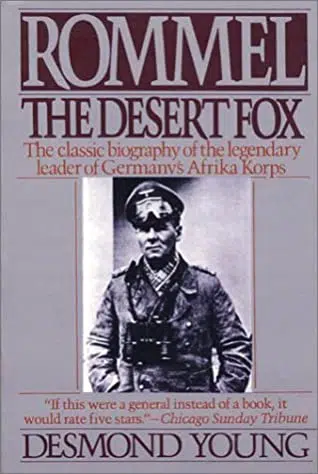 ROMMEL
THE DESERT FOX
The classic biography of the legendary
leader of Germany's Afrika Korps
"If this were a general instead of a book, it
would rate five stars."—Chicago Sunday Tribune
DESMOND YOUNG